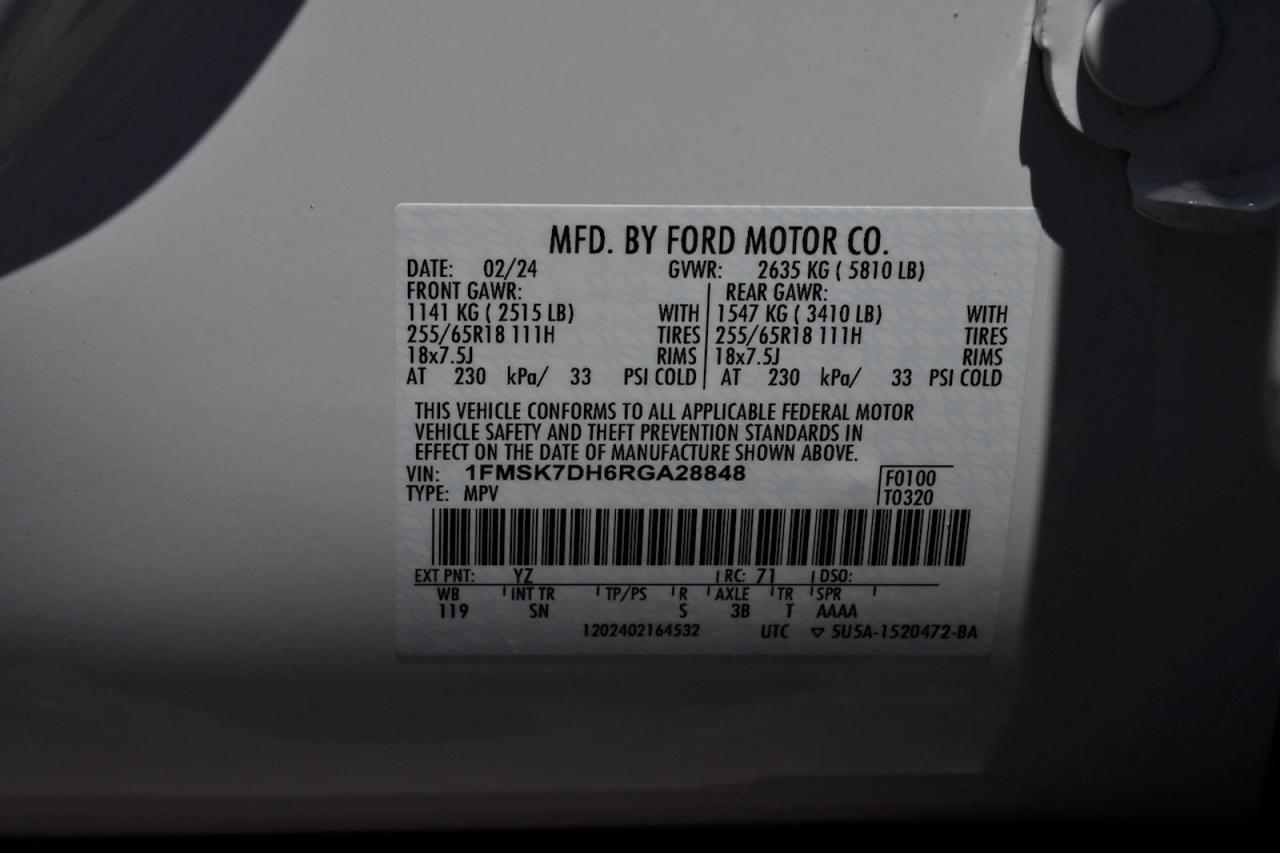 MFD. BY FORD MOTOR CO.
DATE: 02/24 GVWR: 2635 KG ( 5810 LB)
FRONT GAWR: REAR GAWR:
1141 KG ( 2515 LB) WITH 1547 KG ( 3410 LB) WITH
255/65R18 111H TIRES 255/65R18 111H TIRES
18x7.5J RIMS 18x7.5J RIMS
AT 230 kPa/ 33 PSI COLD AT 230 kPa/ 33 PSI COLD
THIS VEHICLE CONFORMS TO ALL APPLICABLE FEDERAL MOTOR
VEHICLE SAFETY AND THEFT PREVENTION STANDARDS IN
EFFECT ON THE DATE OF MANUFACTURE SHOWN ABOVE.
VIN: 1FMSK7DH6RGA28848 F0100
TYPE: MPV T0320
EXT PNT: YZ RC: 71 DSO:
WB INT TR TP/PS R AXLE TR SPR
119 SN S 3B T AAAA
1202402164532 UTC ▽ 5U5A-1520472-BA